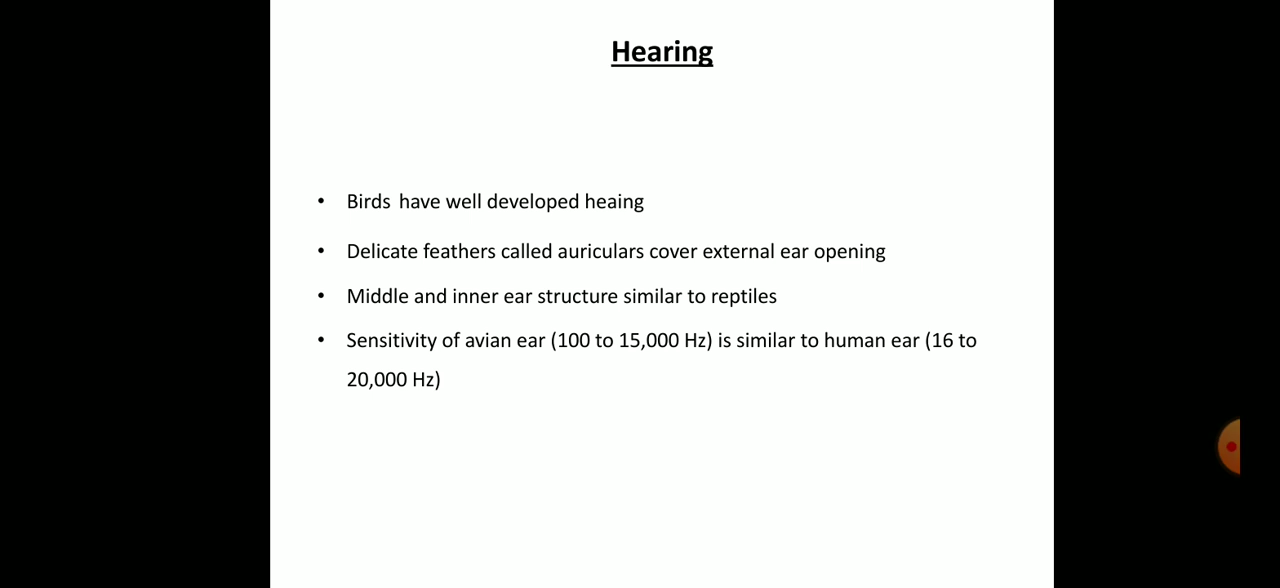 Hearing
• Birds have well developed heaing
• Delicate feathers called auriculars cover external ear opening
• Middle and inner ear structure similar to reptiles
• Sensitivity of avian ear (100 to 15,000 Hz) is similar to human ear (16 to
20,000 Hz)